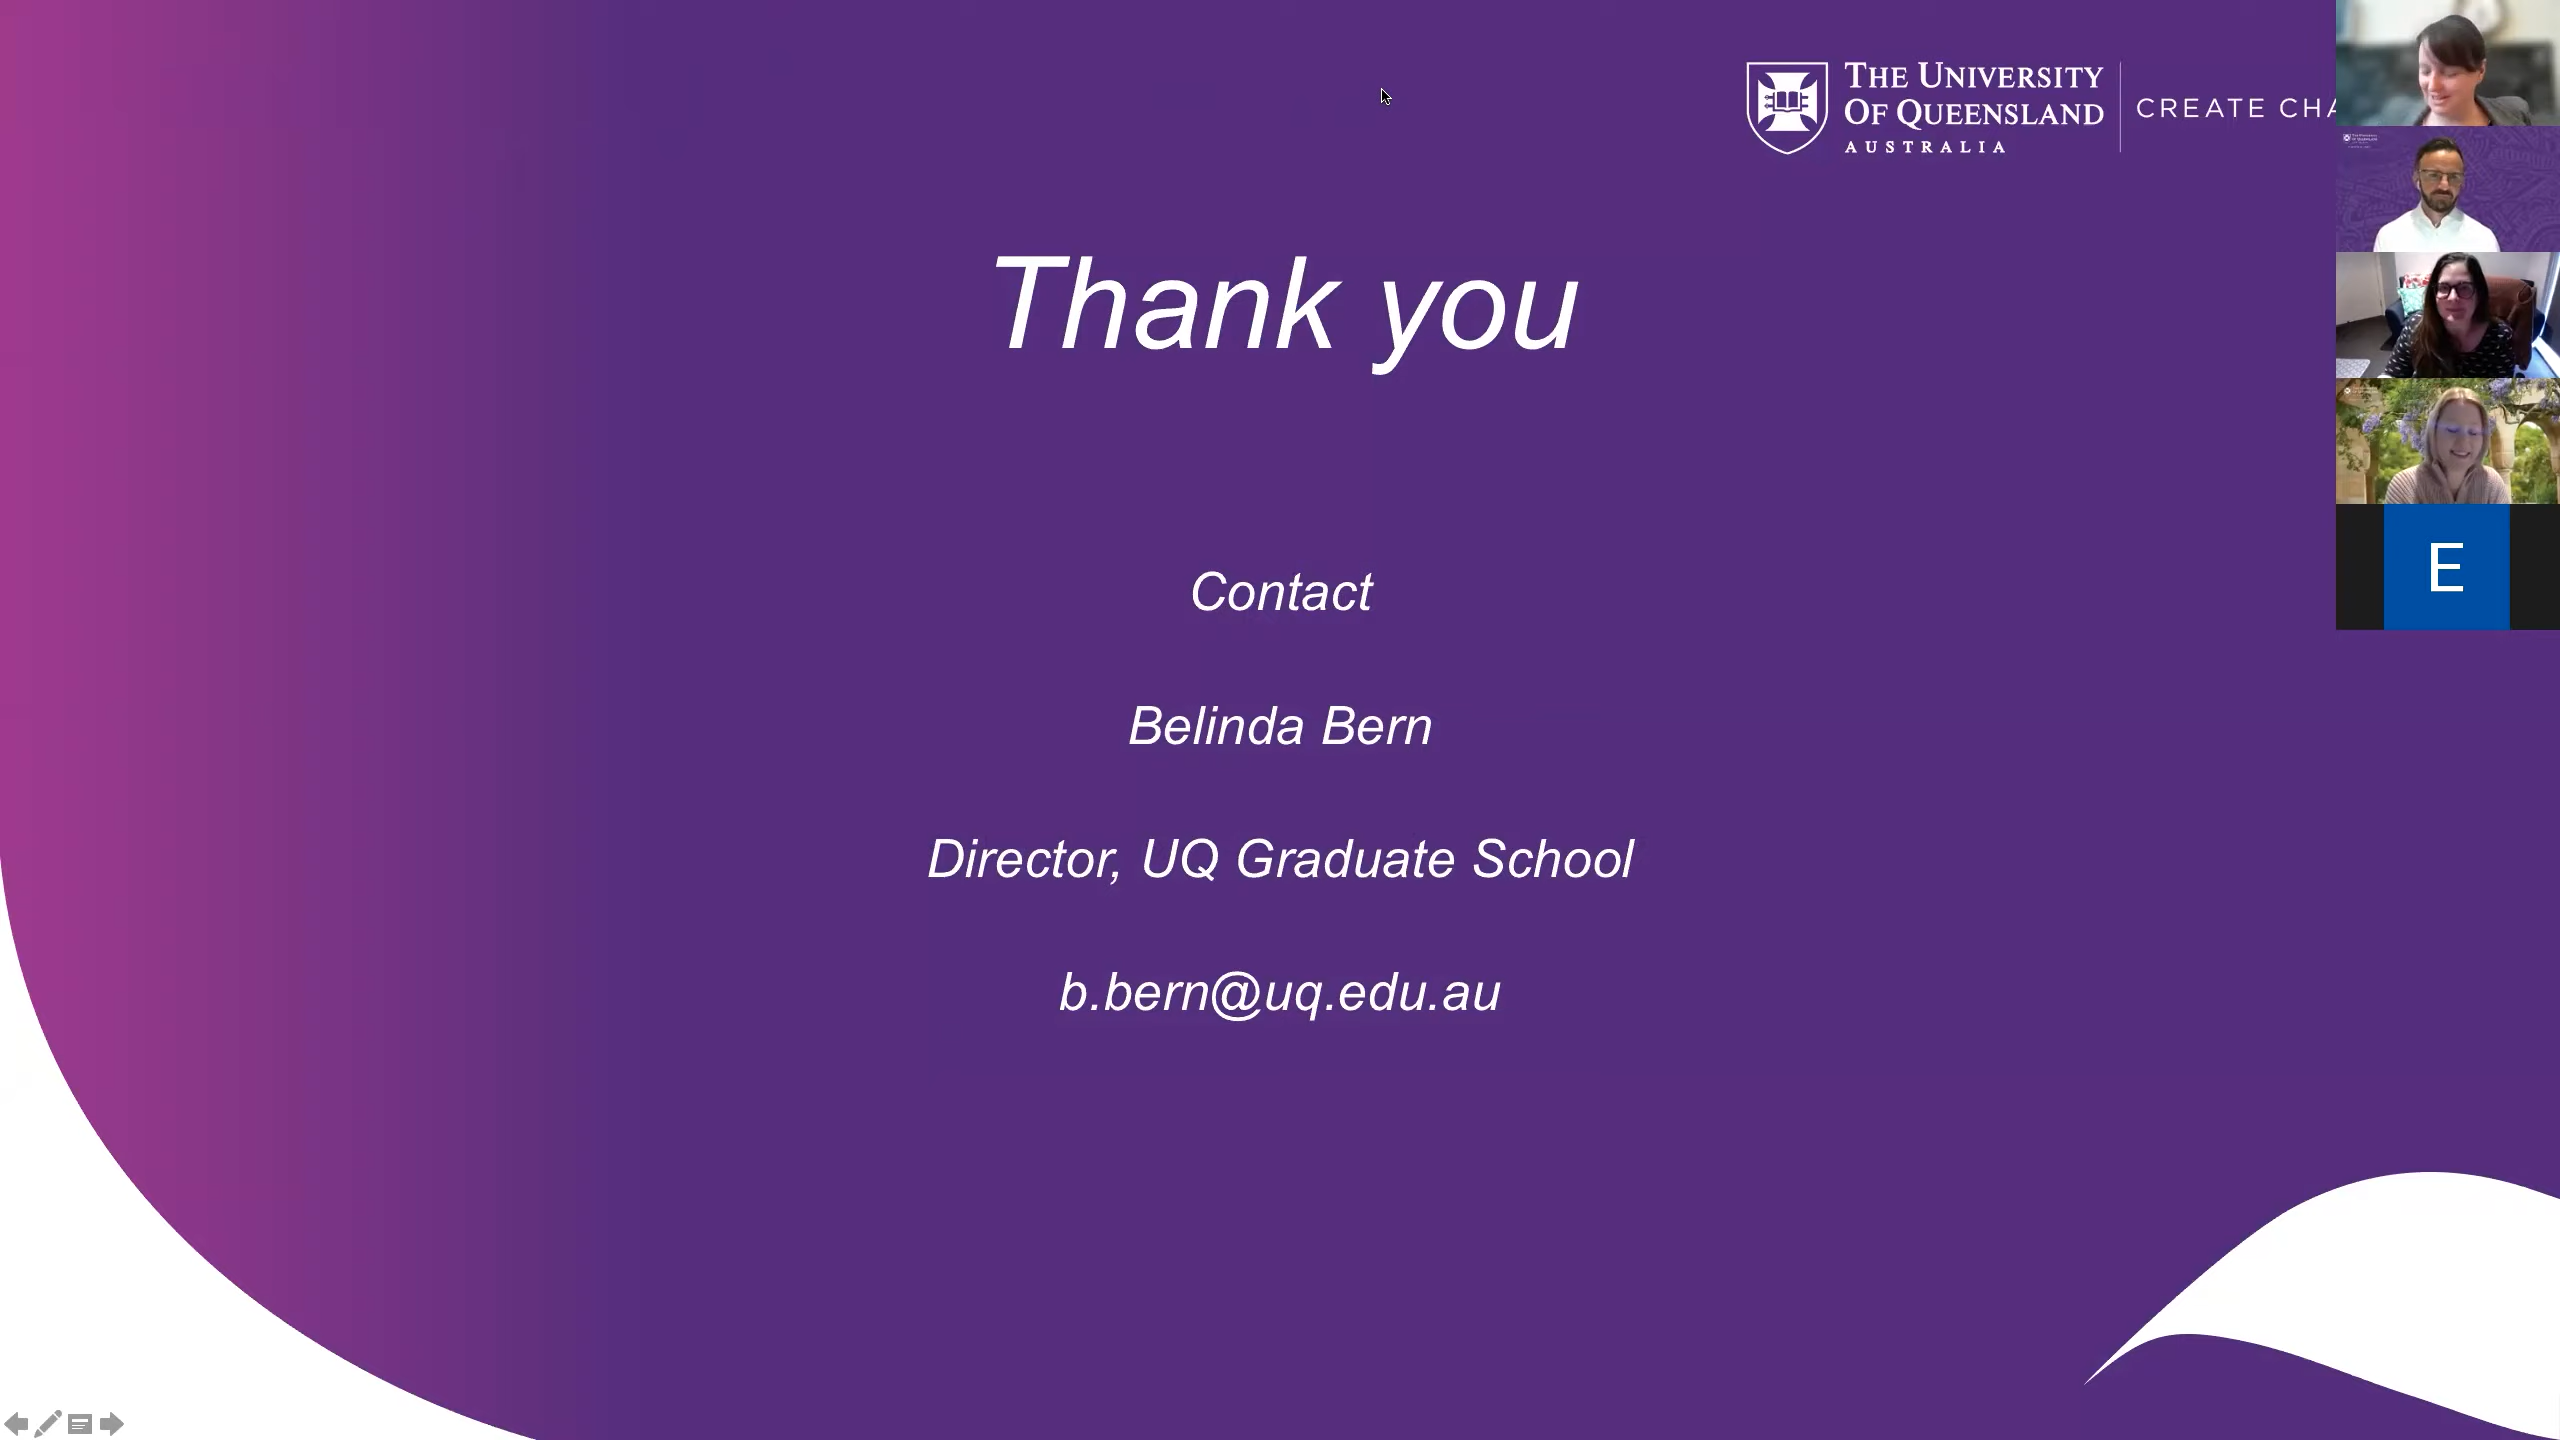 THE UNIVERSITY
OF QUEENSLAND
AUSTRALIA
CREATE CHA
Thank you
Contact
Belinda Bern
Director, UQ Graduate School
b.bern@uq.edu.au
E